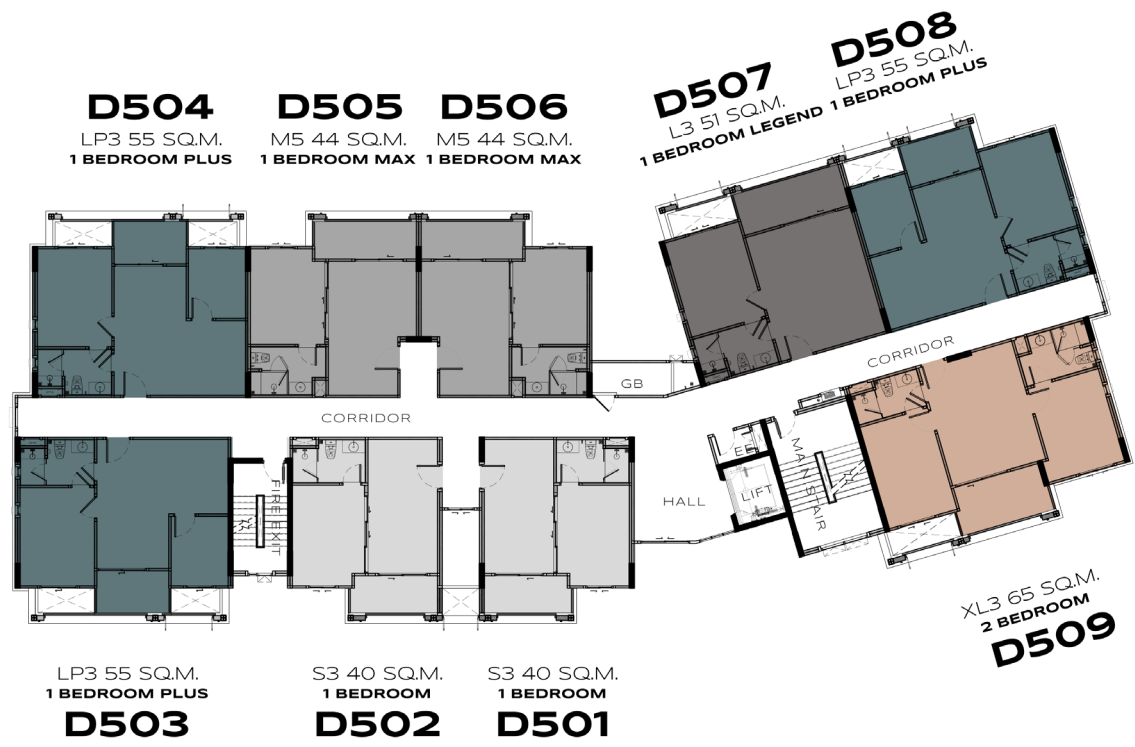 D504
LP3 55 SQ.M.
1 BEDROOM PLUS
D505
M5 44 SQ.M.
1 BEDROOM MAX
D506
M5 44 SQ.M.
1 BEDROOM MAX
D507
L3 51 SQ.M.
1 BEDROOM LEGEND
D508
LP3 55 SQ.M.
1 BEDROOM PLUS
GB
CORRIDOR
CORRIDOR
FIRE EXIT
HALL
EE
LIFT
MAIN STAIR
LP3 55 SQ.M.
1 BEDROOM PLUS
D503
S3 40 SQ.M.
1 BEDROOM
D502
S3 40 SQ.M.
1 BEDROOM
D501
XL3 65 SQ.M.
2 BEDROOM
D509